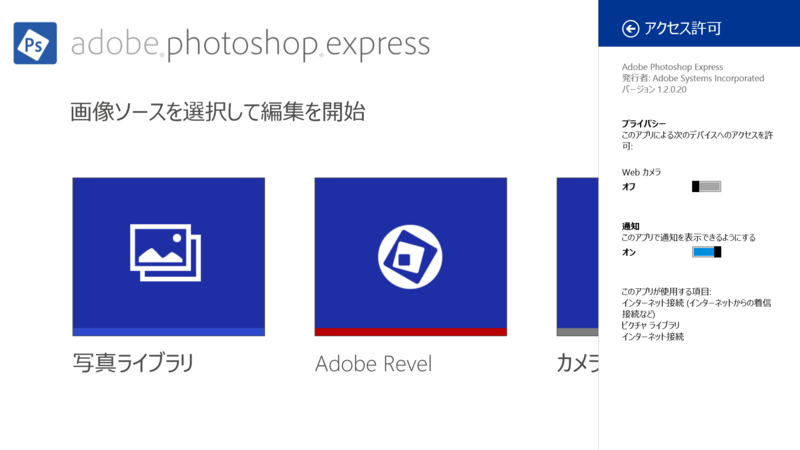 Ps
adobe.photoshop.express
画像ソースを選択して編集を開始
写真ライブラリ
Adobe Revel
カメラ
アクセス許可
Adobe Photoshop Express
発行者: Adobe Systems Incorporated
バージョン 1.2.0.20
プライバシー
このアプリによる次のデバイスへのアクセスを許
可:
Web カメラ
オフ
通知
このアプリで通知を表示できるようにする
オン
このアプリが使用する項目:
インターネット接続 (インターネットからの着信
接続など)
ピクチャ ライブラリ
インターネット接続